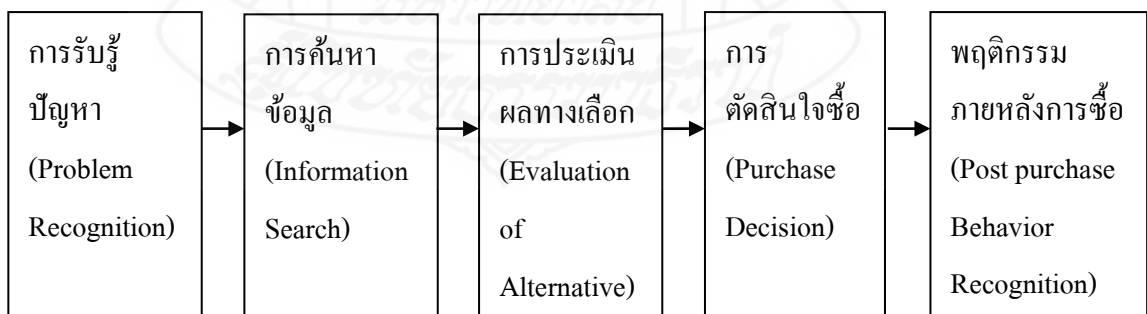 การรับรู้
ปัญหา
(Problem
Recognition)
การค้นหา
ข้อมูล
(Information
Search)
การประเมิน
ผลทางเลือก
(Evaluation
of
Alternative)
การ
ตัดสินใจซื้อ
(Purchase
Decision)
พฤติกรรม
ภายหลังการซื้อ
(Post purchase
Behavior
Recognition)